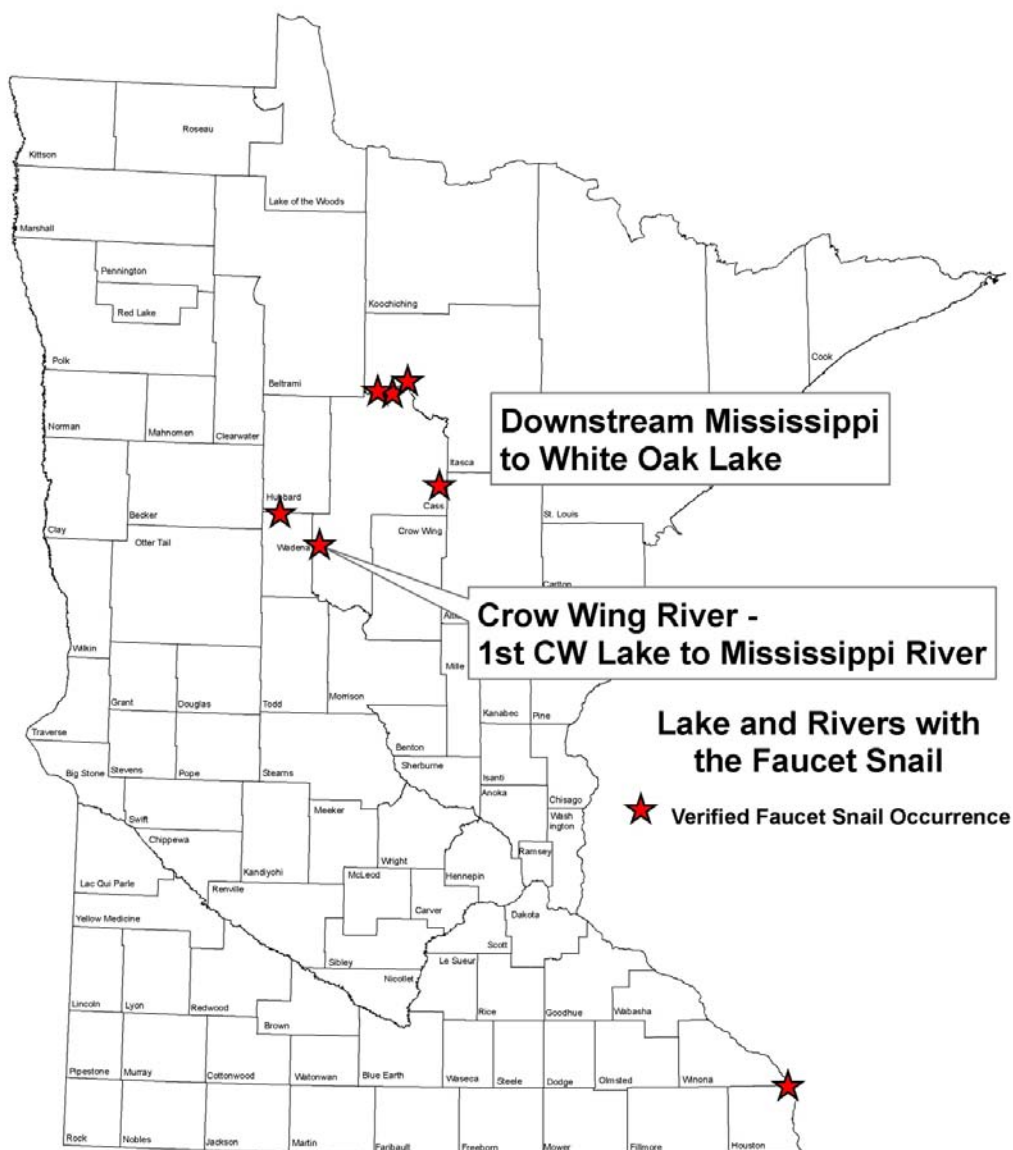 Roseau
Kittson
Lake of the Woods
Marshall
Pennington
Koochiching
Red Lake
Cook
Polk
Beltrami
Downstream Mississippi
to White Oak Lake
Norman
Mahnomen
Clearwater
Itasca
Hubbard
Cass
Becker
St. Louis
Clay
Crow Wing
Otter Tail
Wadena
Carlton
Crow Wing River -
1st CW Lake to Mississippi River
Wilkin
Mille
Morrison
Grant
Douglas
Todd
Kanabec
Pine
Lake and Rivers with
the Faucet Snail
Traverse
Benton
Sherburne
Big Stone
Stevens
Pope
Stearns
Isanti
Anoka
Chisago
Verified Faucet Snail Occurrence
Meeker
Wash
ington
Swift
Chippewa
Ramsey
Wright
Kandiyohi
McLeod
Hennepin
Lac Qui Parle
Renville
Carver
Dakota
Yellow Medicine
Scott
Sibley
Le Sueur
Nicollet
Lincoln
Lyon
Redwood
Rice
Goodhue
Wabasha
Brown
Pipestone
Murray
Cottonwood
Watonwan
Blue Earth
Waseca
Steele
Dodge
Olmsted
Winona
Rock
Nobles
Jackson
Martin
Faribault
Freeborn
Mower
Fillmore
Houston